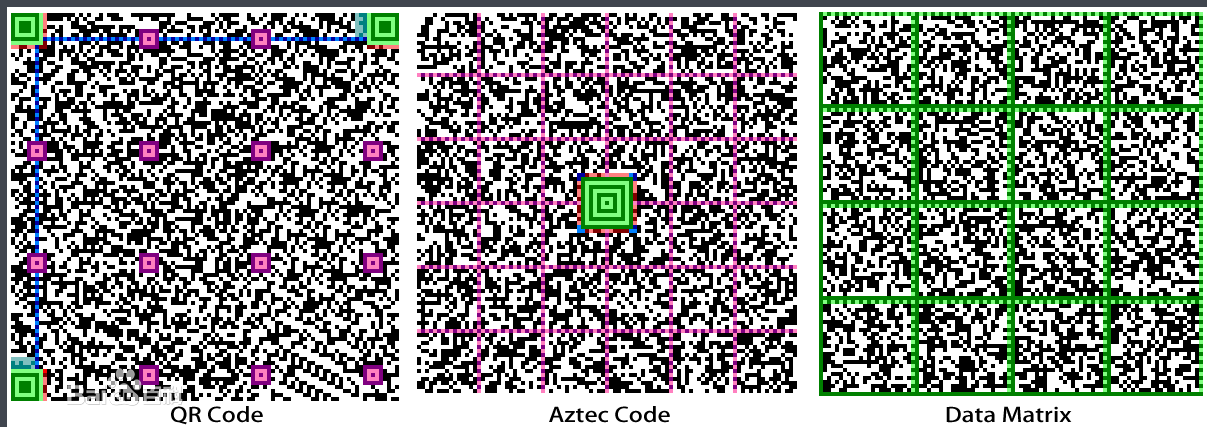 QR Code
Aztec Code
Data Matrix